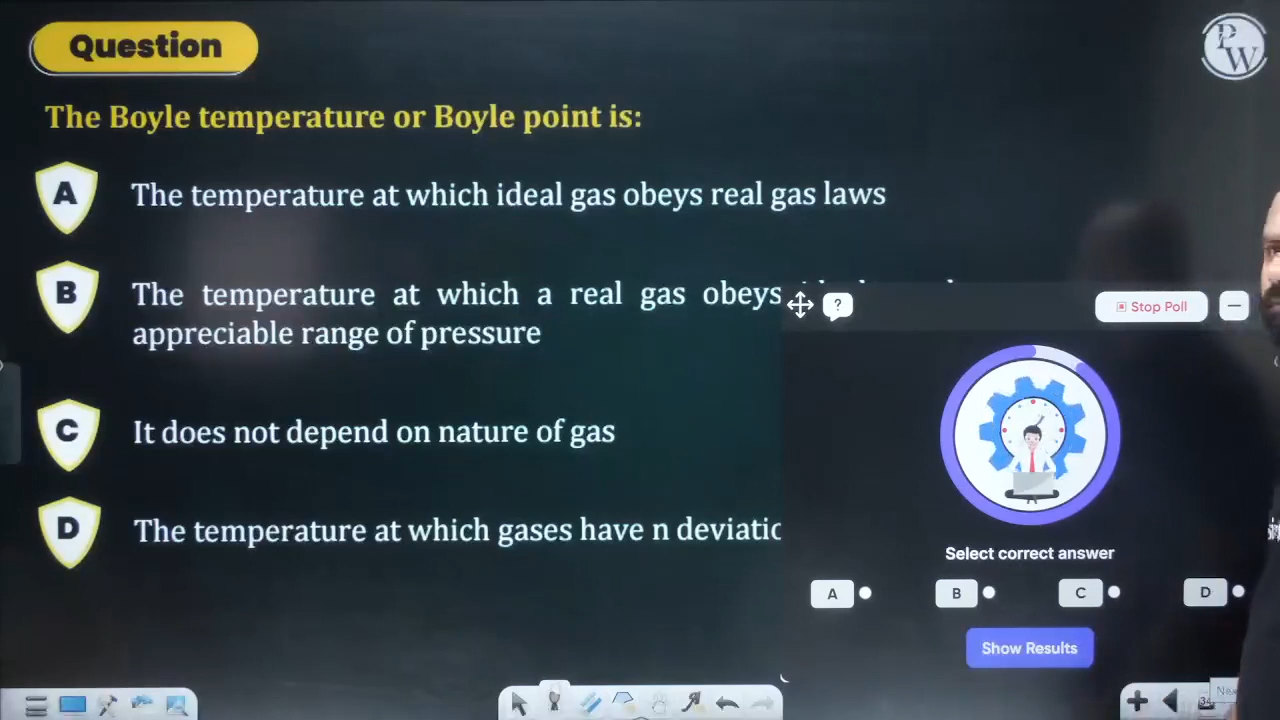 Question
PW
The Boyle temperature or Boyle point is:
A
The temperature at which ideal gas obeys real gas laws
B
The temperature at which a real gas obeys
appreciable range of pressure
C
It does not depend on nature of gas
D
The temperature at which gases have n deviatio
? Stop Poll
Select correct answer
A B C D
Show Results